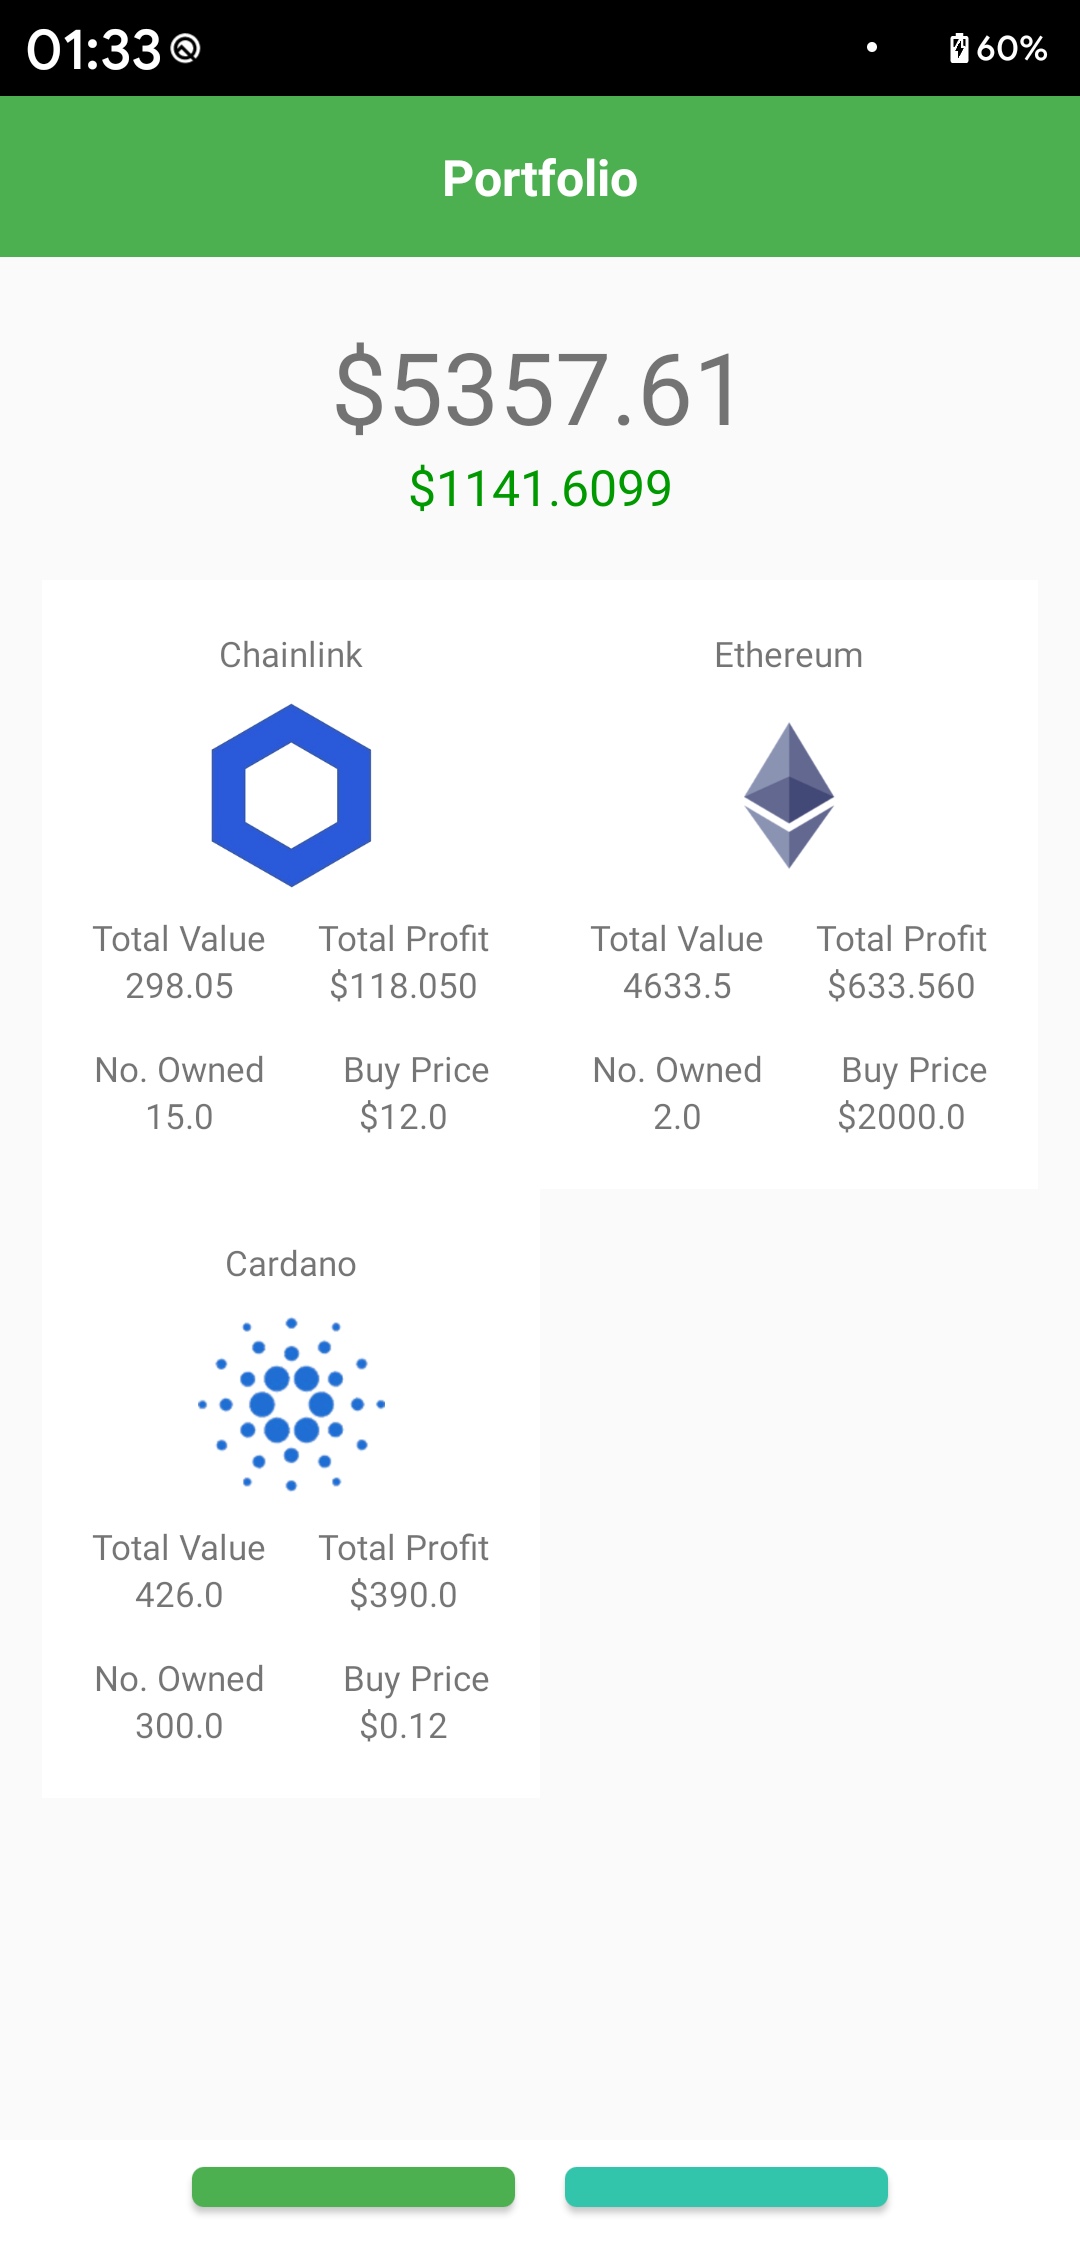 01:33 60%
Portfolio
$5357.61
$1141.6099
Chainlink
Total Value Total Profit
298.05 $118.050
No. Owned Buy Price
15.0 $12.0
Ethereum
Total Value Total Profit
4633.5 $633.560
No. Owned Buy Price
2.0 $2000.0
Cardano
Total Value Total Profit
426.0 $390.0
No. Owned Buy Price
300.0 $0.12